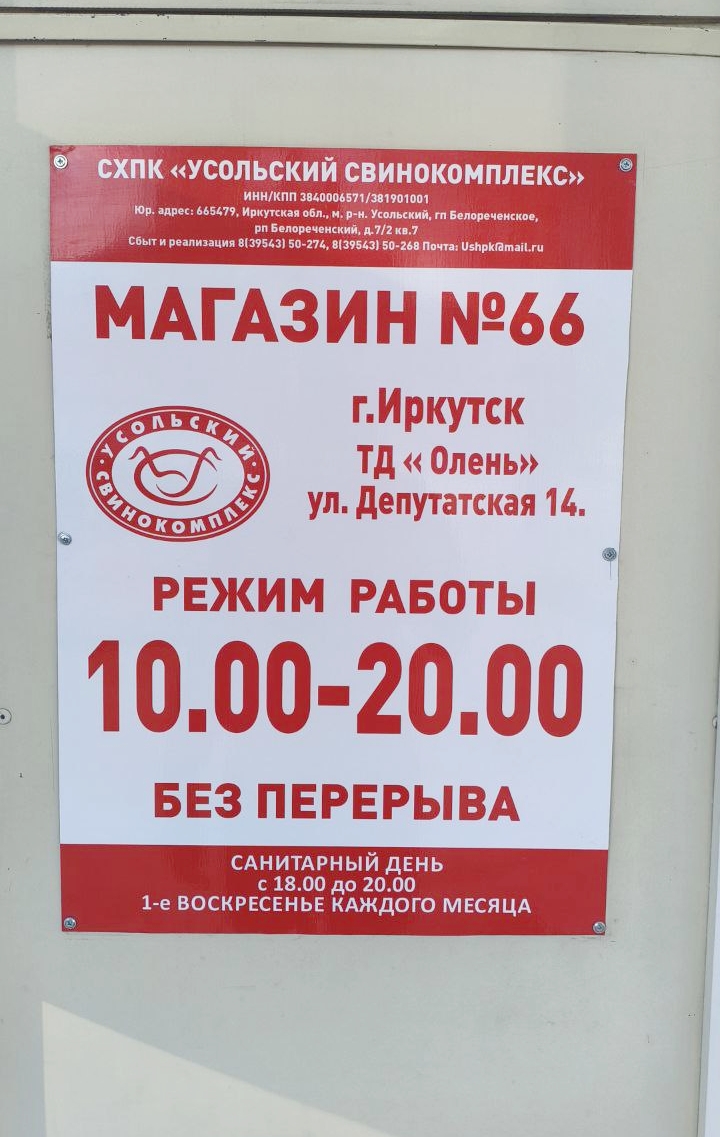 СХПК «УСОЛЬСКИЙ СВИНОКОМПЛЕКС»
ИНН/КПП 3840006571/381901001
Юр. адрес: 665479, Иркутская обл., м. р-н. Усольский, гп Белореченское,
рп Белореченский, д.7/2 кв.7
Сбыт и реализация 8(39543) 50-274, 8(39543) 50-268 Почта: Ushpk@mail.ru
МАГАЗИН №66
· УСОЛЬСКИЙ ·
СВИНОКОМПЛЕКС
г.Иркутск
ТД « Олень»
ул. Депутатская 14.
РЕЖИМ РАБОТЫ
10.00-20.00
БЕЗ ПЕРЕРЫВА
САНИТАРНЫЙ ДЕНЬ
с 18.00 до 20.00
1-е ВОСКРЕСЕНЬЕ КАЖДОГО МЕСЯЦА